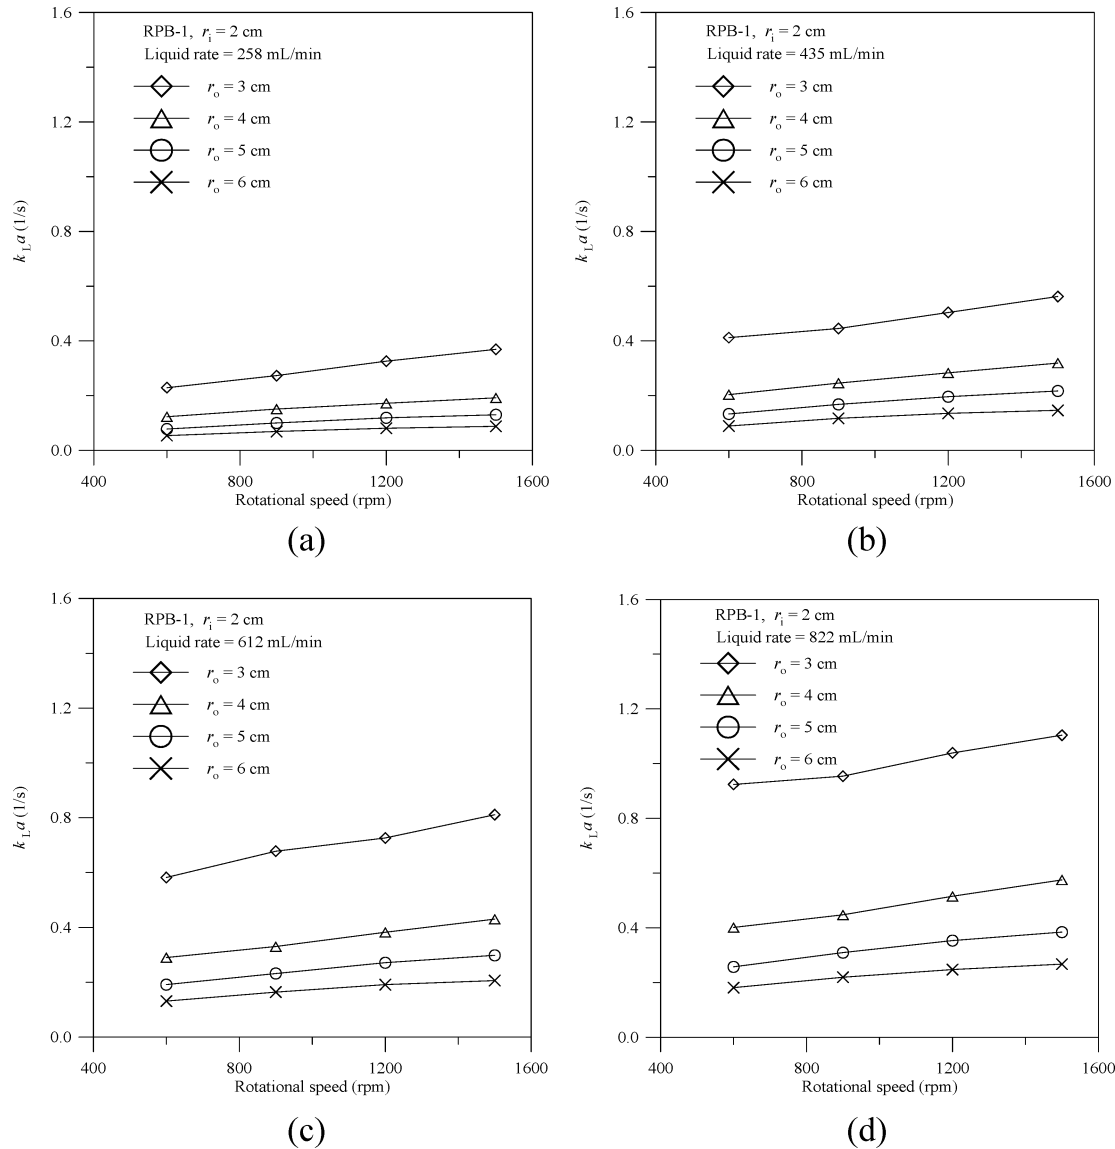 1.6
1.2
0.8
0.4
0.0
k_L a (1/s)
RPB-1, r_i = 2 cm
Liquid rate = 258 mL/min
r_o = 3 cm
r_o = 4 cm
r_o = 5 cm
r_o = 6 cm
400 800 1200 1600
Rotational speed (rpm)
(a)
1.6
1.2
0.8
0.4
0.0
k_L a (1/s)
RPB-1, r_i = 2 cm
Liquid rate = 435 mL/min
r_o = 3 cm
r_o = 4 cm
r_o = 5 cm
r_o = 6 cm
400 800 1200 1600
Rotational speed (rpm)
(b)
1.6
1.2
0.8
0.4
0.0
k_L a (1/s)
RPB-1, r_i = 2 cm
Liquid rate = 612 mL/min
r_o = 3 cm
r_o = 4 cm
r_o = 5 cm
r_o = 6 cm
400 800 1200 1600
Rotational speed (rpm)
(c)
1.6
1.2
0.8
0.4
0.0
k_L a (1/s)
RPB-1, r_i = 2 cm
Liquid rate = 822 mL/min
r_o = 3 cm
r_o = 4 cm
r_o = 5 cm
r_o = 6 cm
400 800 1200 1600
Rotational speed (rpm)
(d)